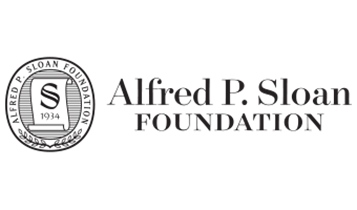 ALFRED P. SLOAN FOUNDATION
S
1934
Alfred P. Sloan
FOUNDATION